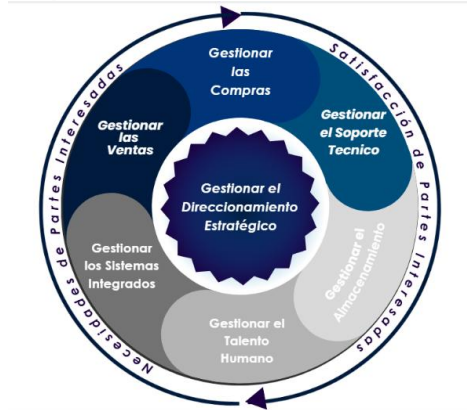 Gestionar
las
Compras
Gestionar
el Soporte
Tecnico
Gestionar el
Almacenamiento
Gestionar el
Talento
Humano
Gestionar
los Sistemas
Integrados
Gestionar
las
Ventas
Gestionar el
Direccionamiento
Estratégico
Necesidades de Partes Interesadas
Satisfacción de Partes Interesadas